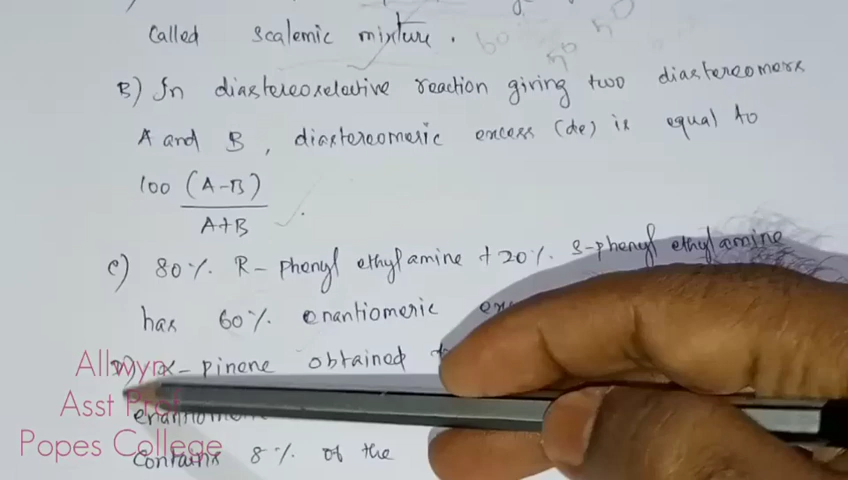 called scalemic mixture.
B) In diastereoselective reaction giving two diastereomers
A and B, diastereomeric excess (de) is equal to
100 (A-B)
A+B
C) 80% R- phenyl ethylamine + 20% S-phenyl ethylamine
has 60% enantiomeric
α- pinene obtained
Contains 8% of the
Allwyn
Asst Prof
Popes College